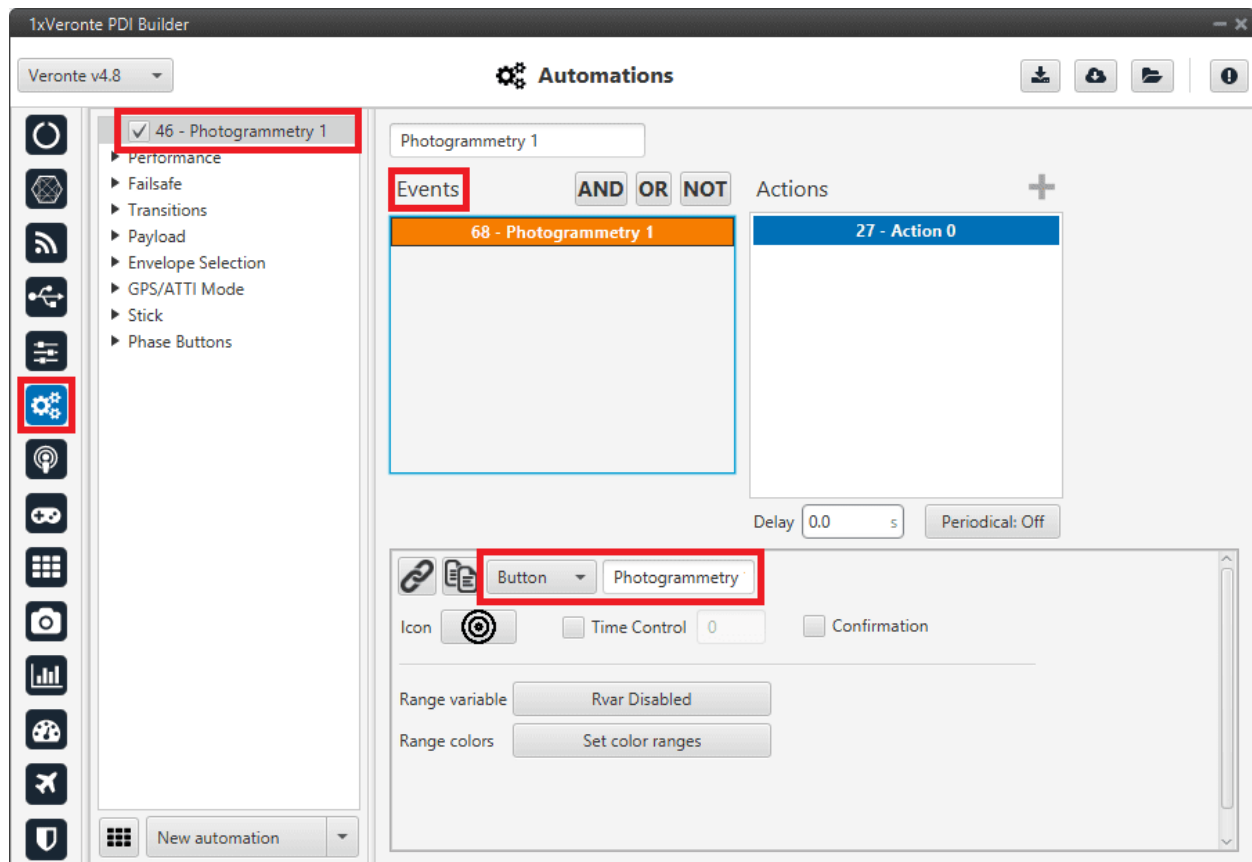 1xVeronte PDI Builder
Veronte v4.8
Automations
46 - Photogrammetry 1
Performance
Failsafe
Transitions
Payload
Envelope Selection
GPS/ATTI Mode
Stick
Phase Buttons
New automation
Photogrammetry 1
Events AND OR NOT
68 - Photogrammetry 1
Actions
27 - Action 0
Delay 0.0 s Periodical: Off
Button Photogrammetry
Icon Time Control 0 Confirmation
Range variable Rvar Disabled
Range colors Set color ranges